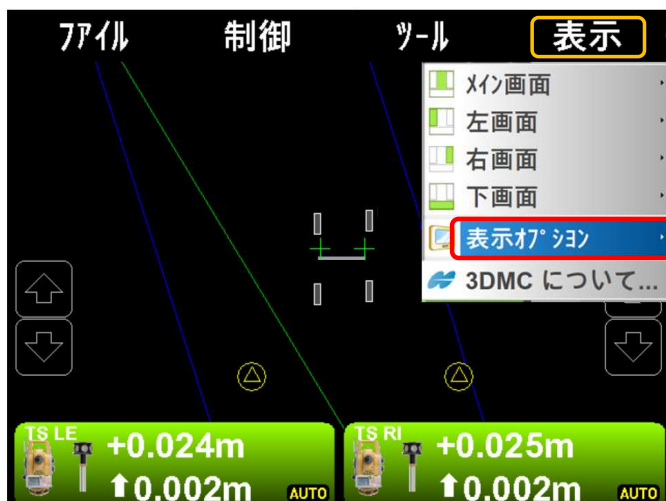 ﾌｧｲﾙ 制御 ﾂｰﾙ 表示
ﾒｲﾝ画面
左画面
右画面
下画面
表示ｵﾌﾟｼｮﾝ
3DMC について...
TS LE
+0.024m
0.002m AUTO
TS RI
+0.025m
0.002m AUTO